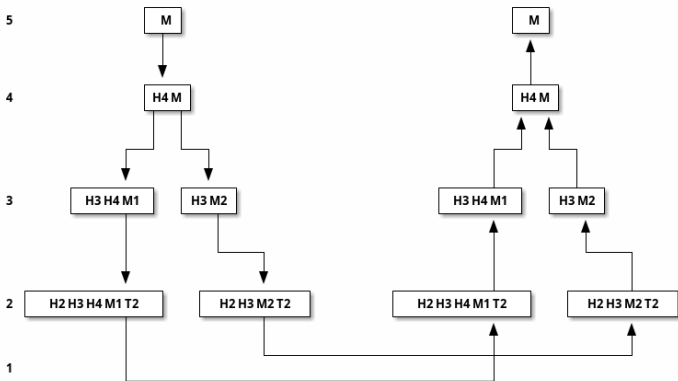 5 M M
4 H4 M H4 M
3 H3 H4 M1 H3 M2 H3 H4 M1 H3 M2
2 H2 H3 H4 M1 T2 H2 H3 M2 T2 H2 H3 H4 M1 T2 H2 H3 M2 T2
1